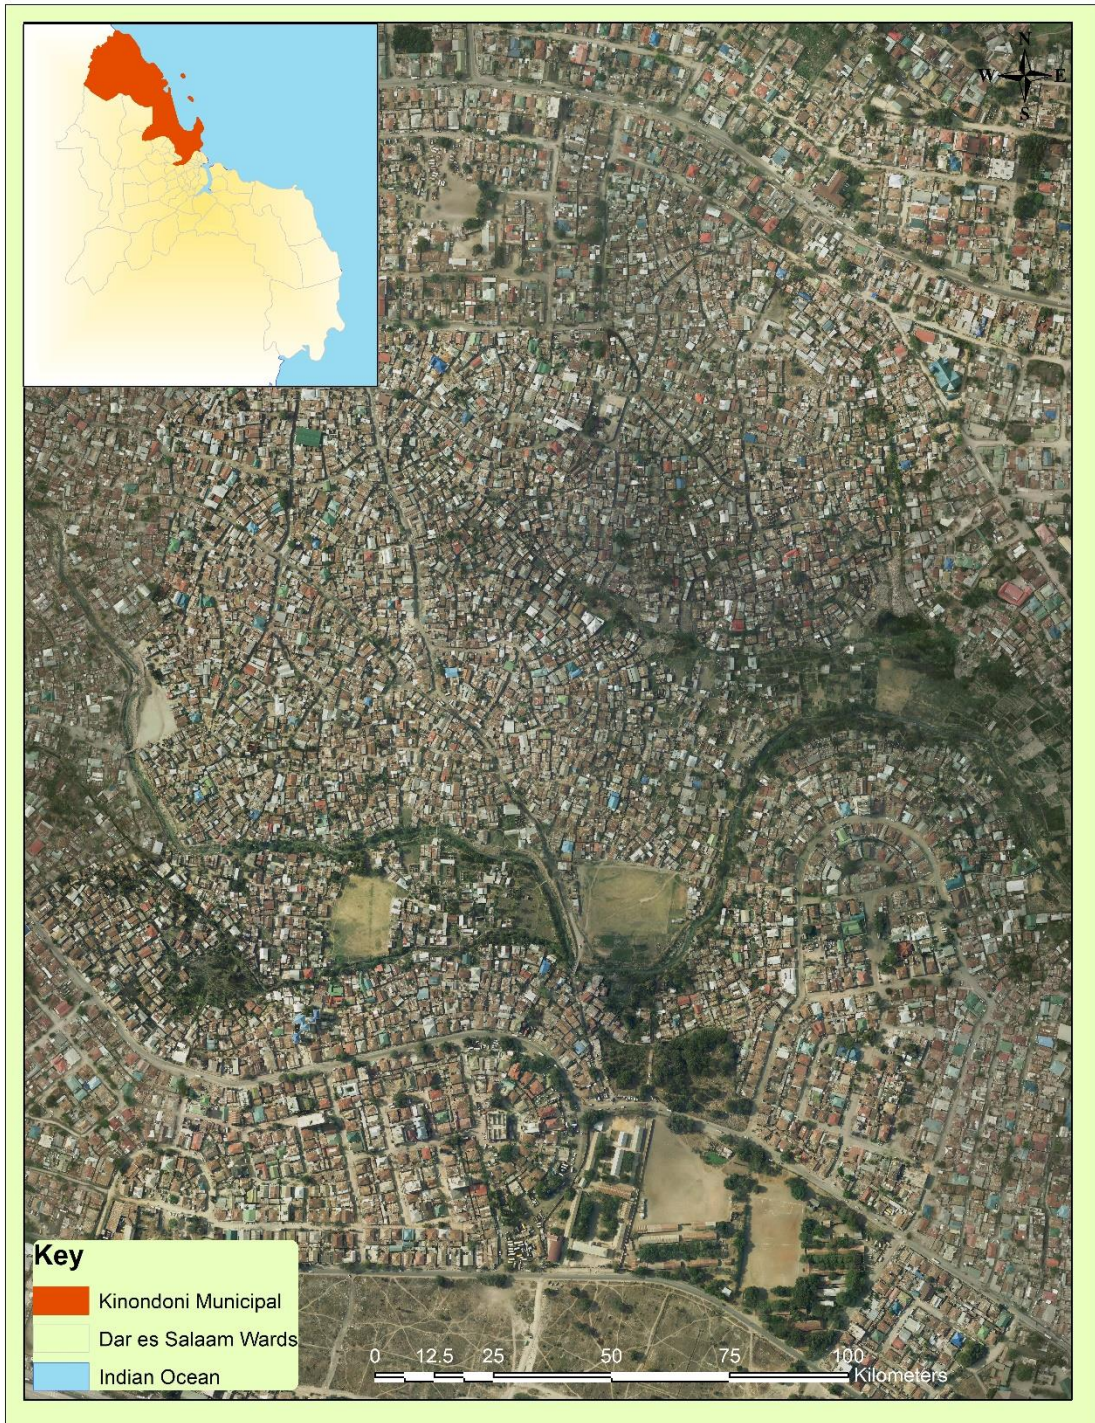 N
W E
S
Key
Kinondoni Municipal
Dar es Salaam Wards
Indian Ocean
0 12.5 25 50 75 100
Kilometers